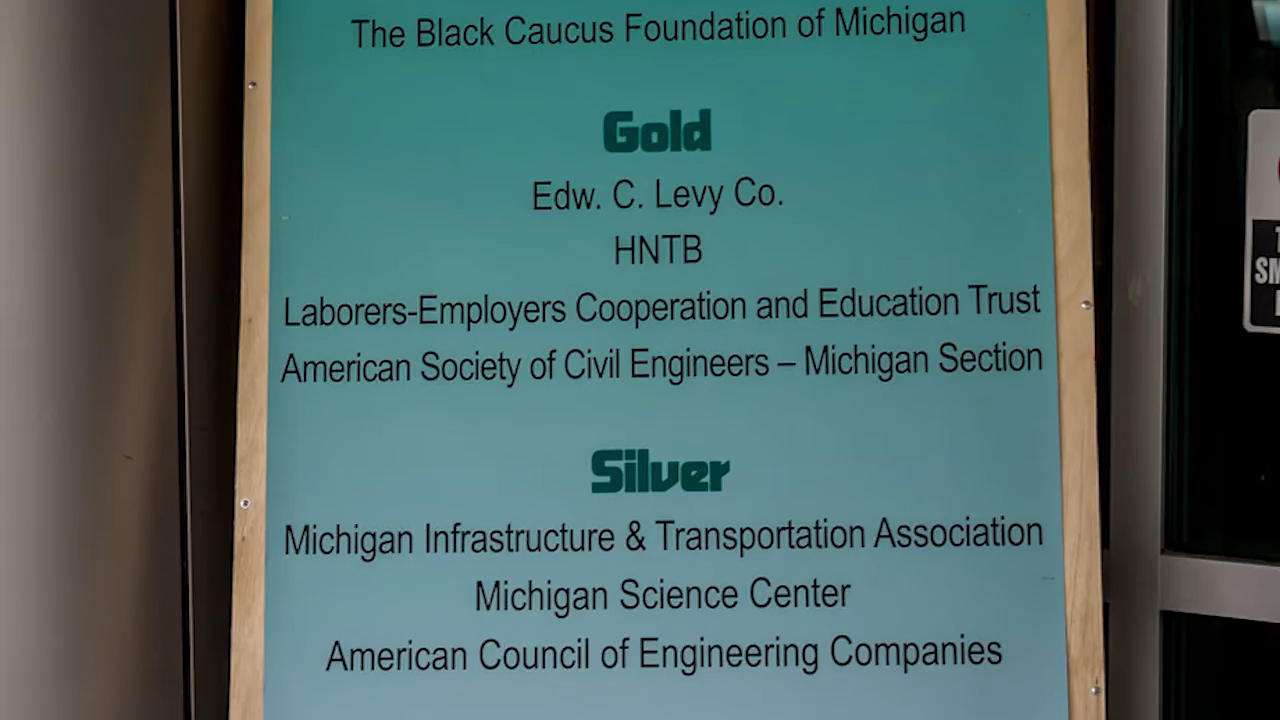 The Black Caucus Foundation of Michigan
Gold
Edw. C. Levy Co.
HNTB
Laborers-Employers Cooperation and Education Trust
American Society of Civil Engineers – Michigan Section
Silver
Michigan Infrastructure & Transportation Association
Michigan Science Center
American Council of Engineering Companies